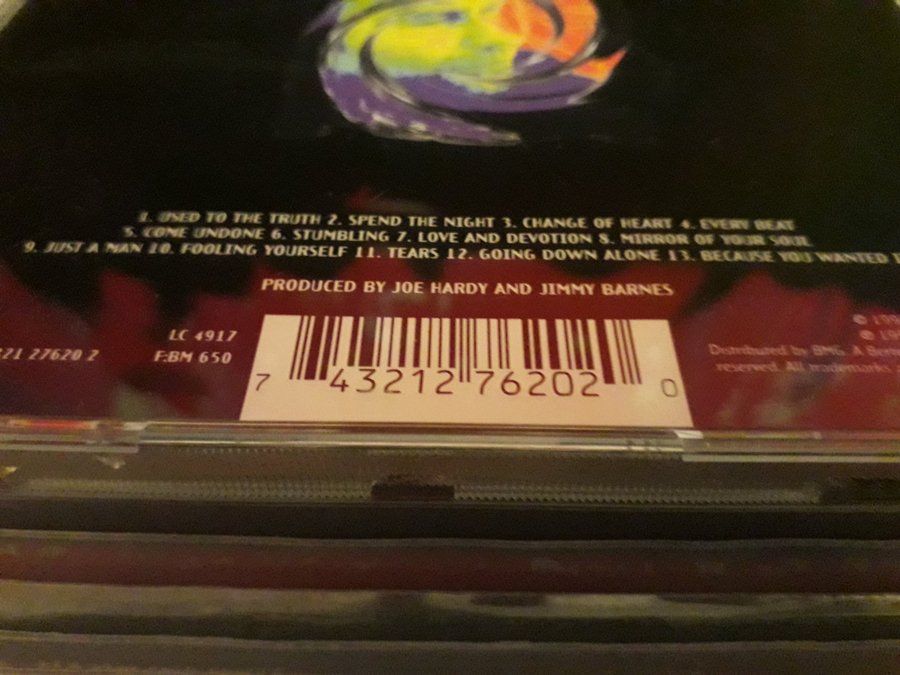 1. USED TO THE TRUTH 2. SPEND THE NIGHT 3. CHANGE OF HEART 4. EVERY BEAT
5. COME UNDONE 6. STUMBLING 7. LOVE AND DEVOTION 8. MIRROR OF YOUR SOUL
9. JUST A MAN 10. FOOLING YOURSELF 11. TEARS 12. GOING DOWN ALONE 13. BECAUSE YOU WANTED
PRODUCED BY JOE HARDY AND JIMMY BARNES
LC 4917
F:BM 650
321 27620 2
7 43212 76202 0
Distributed by BMG. A
reserved. All trademarks